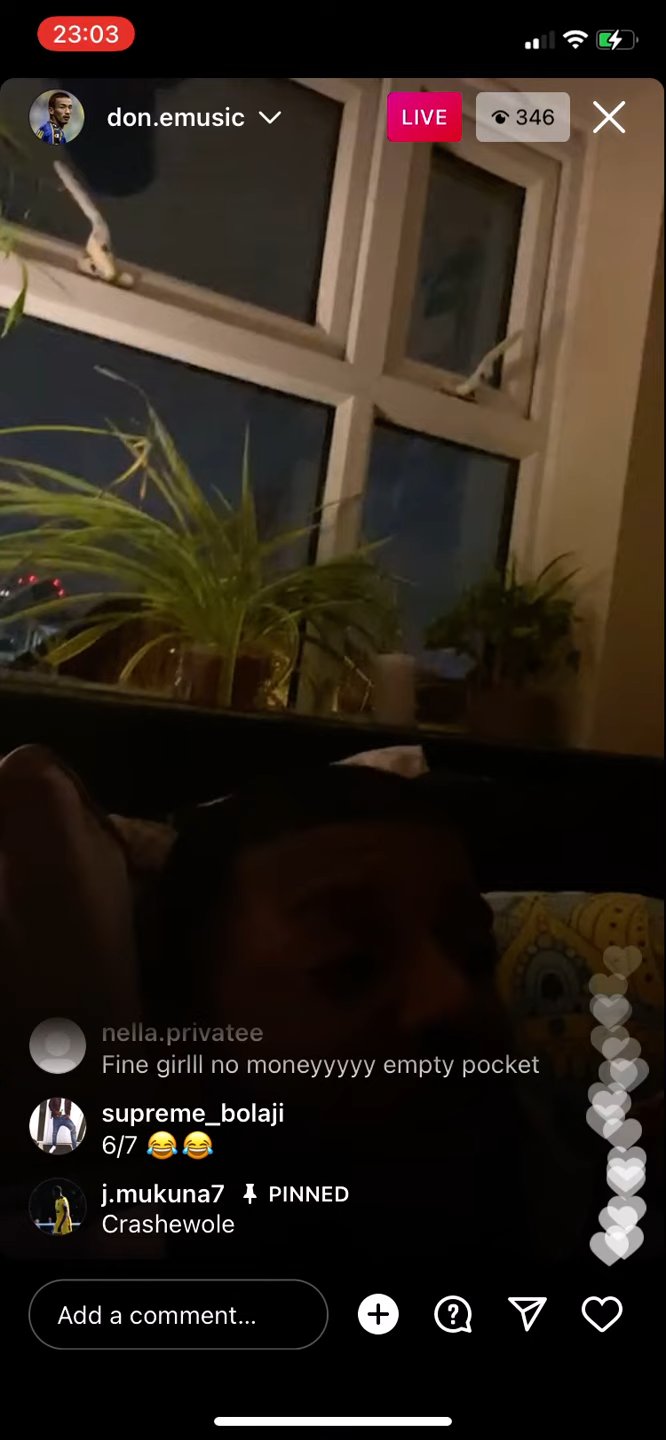 23:03
don.emusic
LIVE
346
nella.privatee
Fine girlll no moneyyyyy empty pocket
supreme_bolaji
6/7 😂😂
j.mukuna7 PINNED
Crashewole
Add a comment...